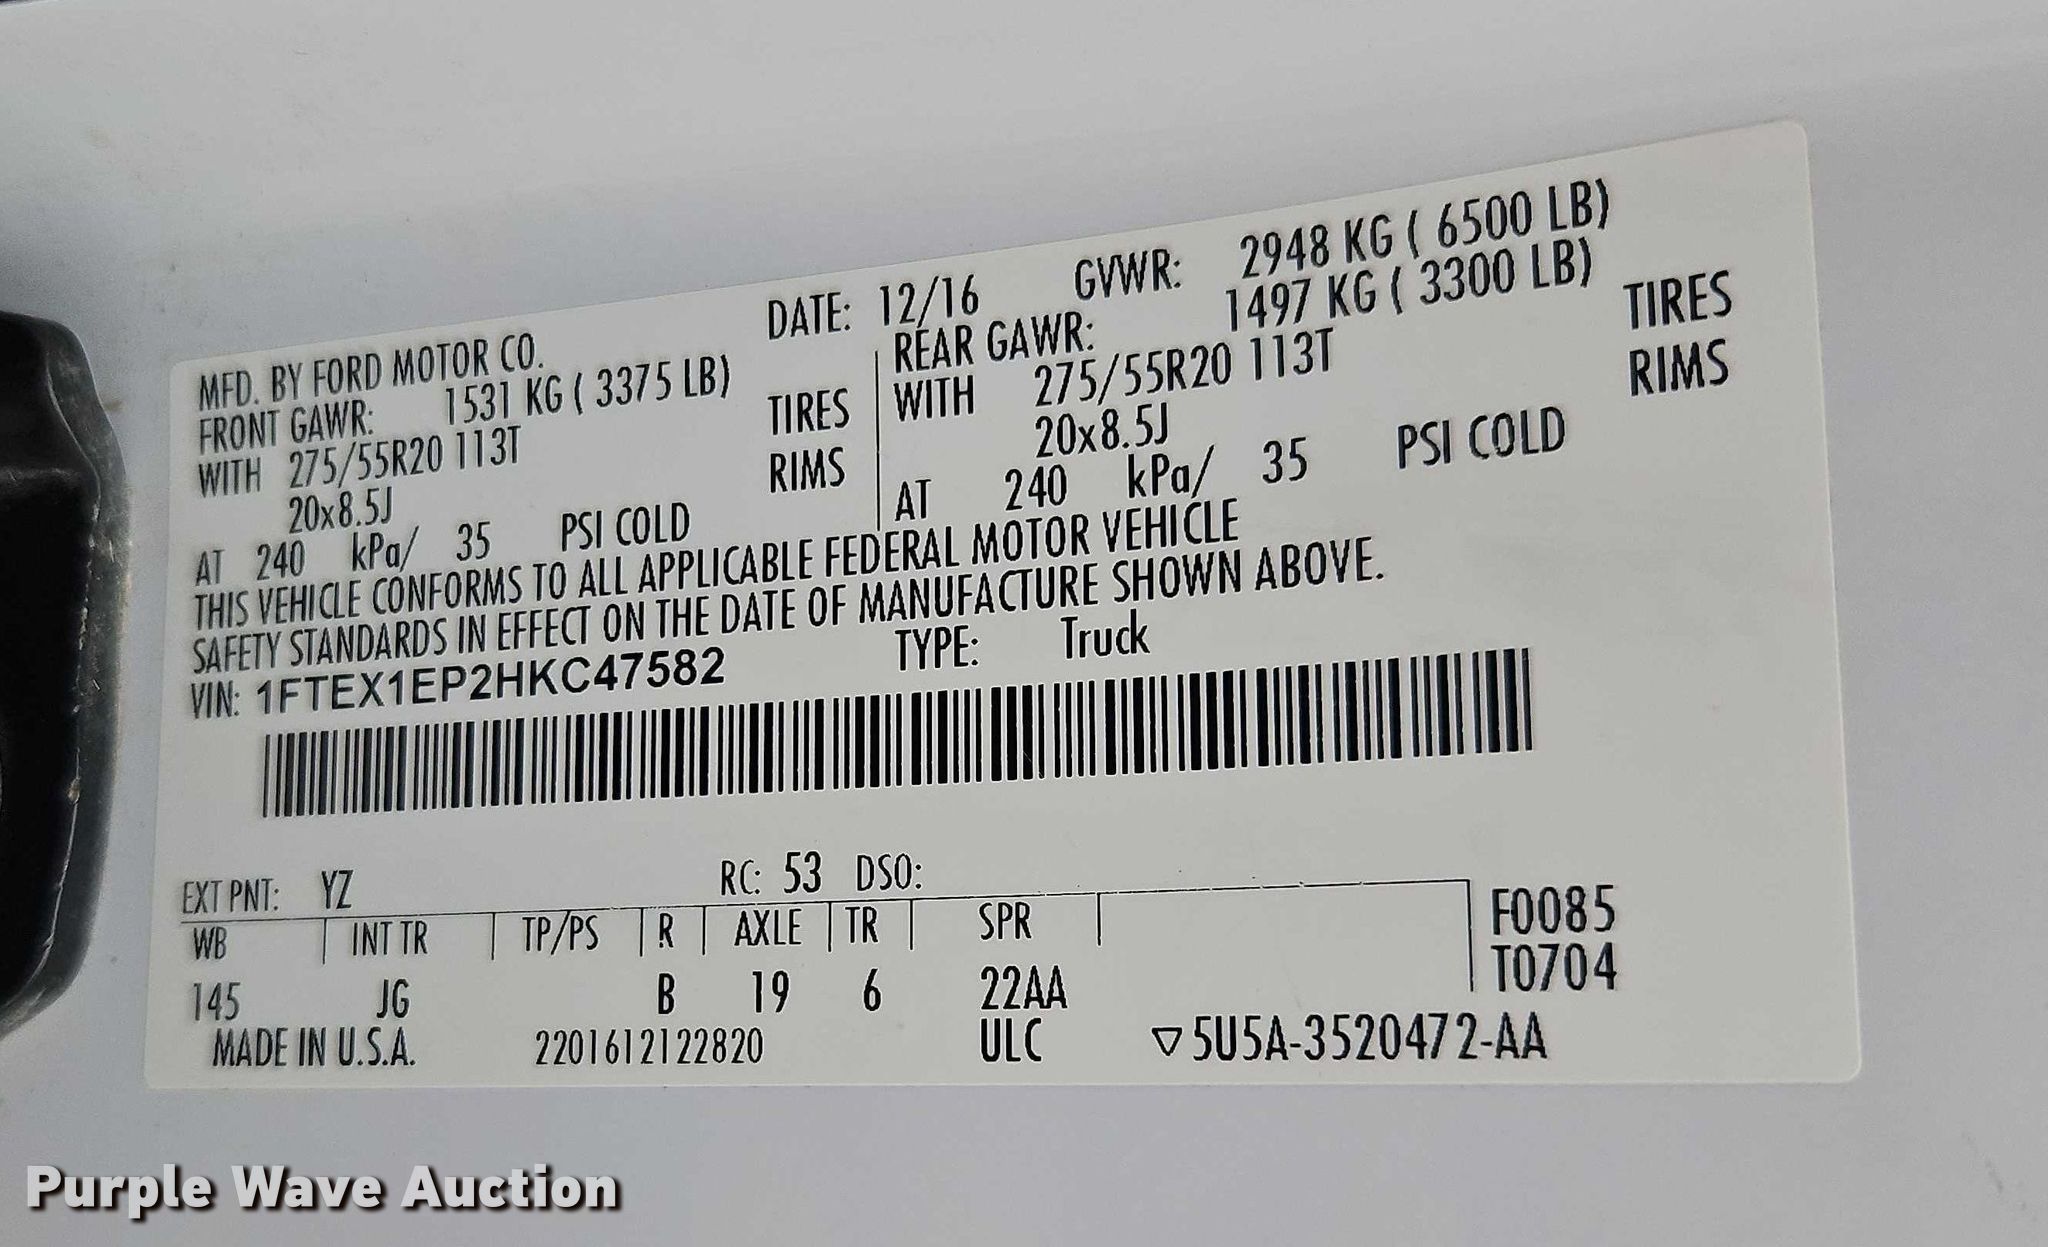 MFD. BY FORD MOTOR CO. DATE: 12/16 GVWR: 2948 KG ( 6500 LB)
FRONT GAWR: 1531 KG ( 3375 LB) REAR GAWR: 1497 KG ( 3300 LB)
WITH 275/55R20 113T TIRES WITH 275/55R20 113T TIRES
20x8.5J RIMS 20x8.5J RIMS
AT 240 kPa/ 35 PSI COLD AT 240 kPa/ 35 PSI COLD
THIS VEHICLE CONFORMS TO ALL APPLICABLE FEDERAL MOTOR VEHICLE
SAFETY STANDARDS IN EFFECT ON THE DATE OF MANUFACTURE SHOWN ABOVE.
VIN: 1FTEX1EP2HKC47582 TYPE: Truck
EXT PNT: YZ RC: 53 DSO:
WB INT TR TP/PS R AXLE TR SPR F0085
145 JG B 19 6 22AA T0704
MADE IN U.S.A. 2201612122820 ULC ▽5U5A-3520472-AA
Purple Wave Auction